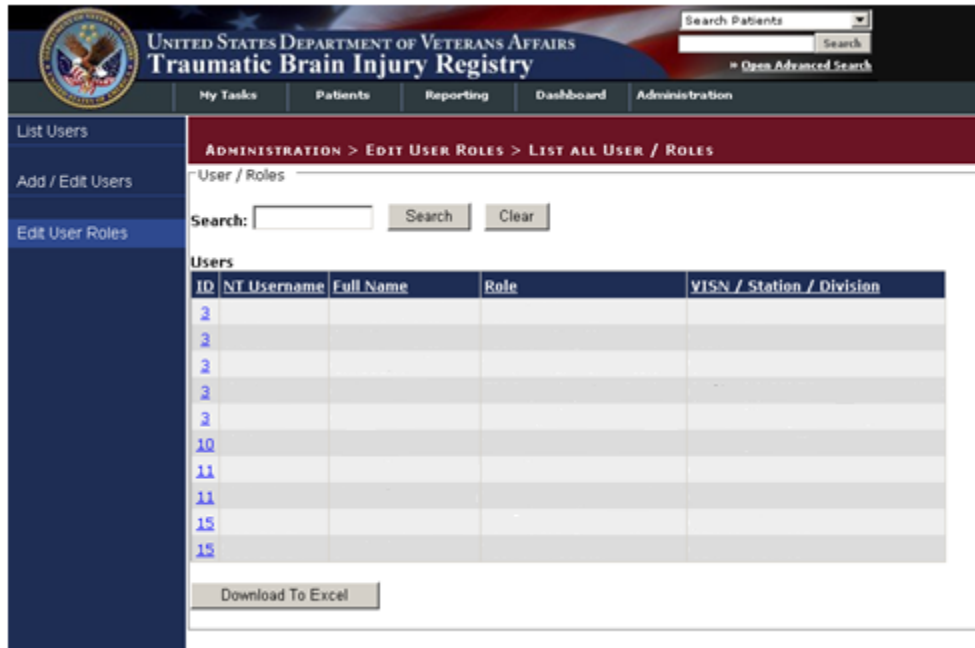 Search Patients
UNITED STATES DEPARTMENT OF VETERANS AFFAIRS
Search
Traumatic Brain Injury Registry
» Open Advanced Search
My Tasks Patients Reporting Dashboard Administration
List Users
Add / Edit Users
Edit User Roles
ADMINISTRATION > EDIT USER ROLES > LIST ALL USER / ROLES
User / Roles
Search: Search Clear
Users
ID NT Username Full Name Role VISN / Station / Division
3
3
3
3
3
10
11
11
15
15
Download To Excel